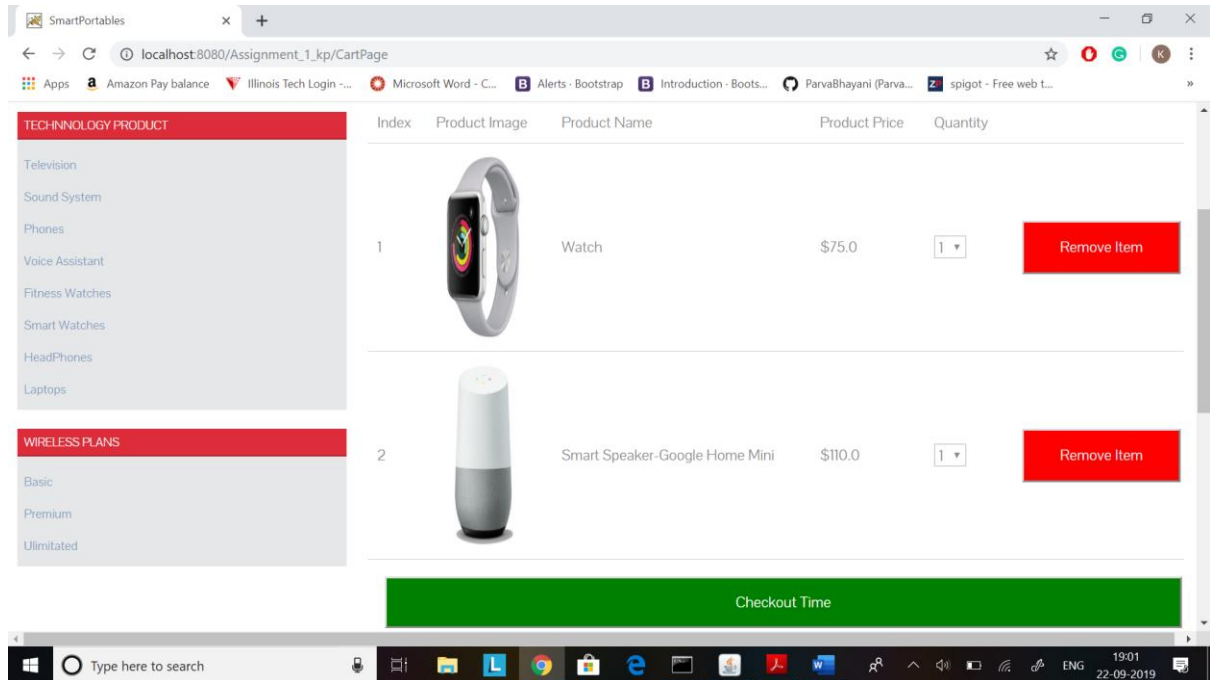 SmartPortables
localhost:8080/Assignment_1_kp/CartPage
Apps
Amazon Pay balance
Illinois Tech Login -...
Microsoft Word - C...
Alerts · Bootstrap
Introduction · Boots...
ParvaBhayani (Parva...
spigot - Free web t...
TECHNNOLOGY PRODUCT
Television
Sound System
Phones
Voice Assistant
Fitness Watches
Smart Watches
HeadPhones
Laptops
WIRELESS PLANS
Basic
Premium
Ulimitated
Index Product Image Product Name Product Price Quantity
1 Watch $75.0 1 Remove Item
2 Smart Speaker-Google Home Mini $110.0 1 Remove Item
Checkout Time
Type here to search
ENG
19:01
22-09-2019